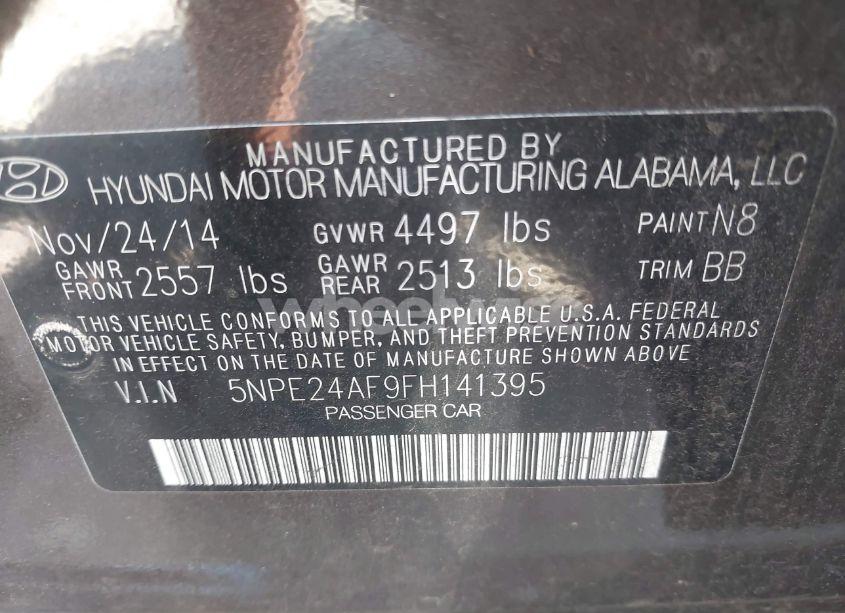 MANUFACTURED BY
HYUNDAI MOTOR MANUFACTURING ALABAMA, LLC
Nov/24/14 GVWR 4497 lbs PAINT N8
GAWR FRONT 2557 lbs GAWR REAR 2513 lbs TRIM BB
THIS VEHICLE CONFORMS TO ALL APPLICABLE U.S.A. FEDERAL
MOTOR VEHICLE SAFETY, BUMPER, AND THEFT PREVENTION STANDARDS
IN EFFECT ON THE DATE OF MANUFACTURE SHOWN ABOVE
V.I.N 5NPE24AF9FH141395
PASSENGER CAR